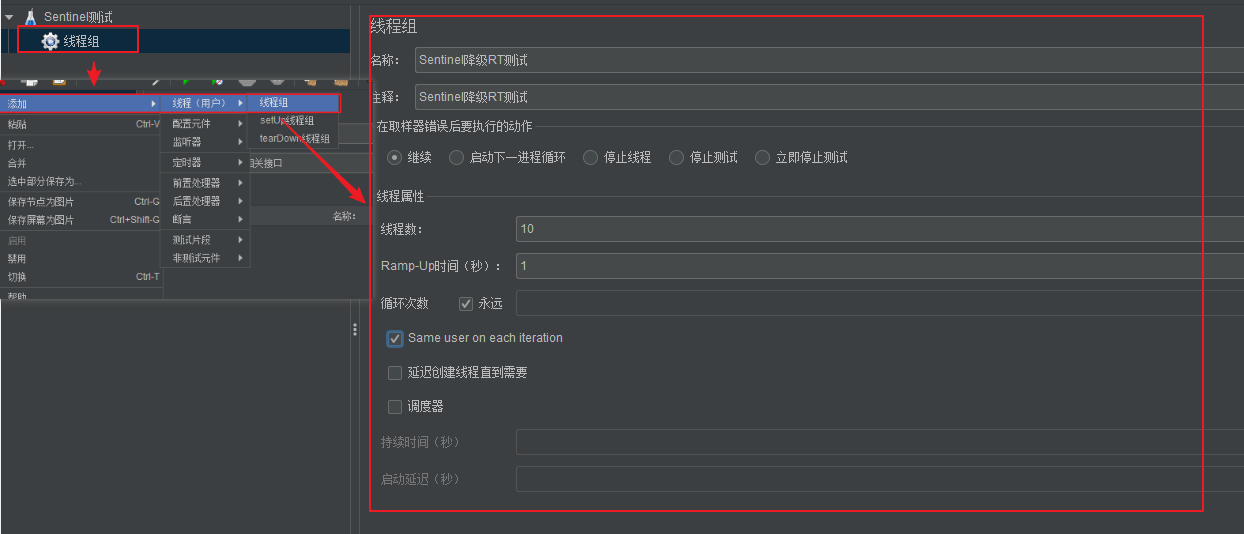 Sentinel测试
线程组
添加
粘贴 Ctrl-V
打开...
合并
选中部分保存为...
保存节点为图片 Ctrl-G
保存屏幕为图片 Ctrl+Shift-G
启用
禁用
切换 Ctrl-T
帮助
线程（用户）
配置元件
监听器
定时器
前置处理器
后置处理器
断言
测试片段
非测试元件
线程组
setUp线程组
tearDown线程组
相关接口
名称：
线程组
名称： Sentinel降级RT测试
注释： Sentinel降级RT测试
在取样器错误后要执行的动作
继续 启动下一进程循环 停止线程 停止测试 立即停止测试
线程属性
线程数： 10
Ramp-Up时间（秒）： 1
循环次数 永远
Same user on each iteration
延迟创建线程直到需要
调度器
持续时间（秒）
启动延迟（秒）